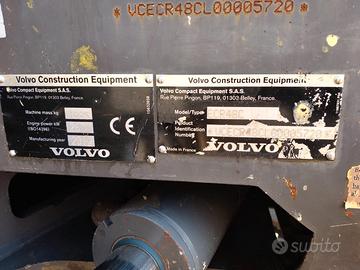 * VCECR48CL00005720 *
Volvo Construction Equipment
Volvo Compact Equipment S.A.S.
Rue Pierre Pingon, BP119, 01303 Belley, France.
Machine mass kg
Engine power kW
(ISO14396)
Manufacturing year
CE
VOLVO
Volvo Construction Equipment
Volvo Compact Equipment S.A.S.
Rue Pierre Pingon, BP119, 01303 Belley, France.
Model/Type
Product
Identification
Number
Made in France
VOLVO
subito